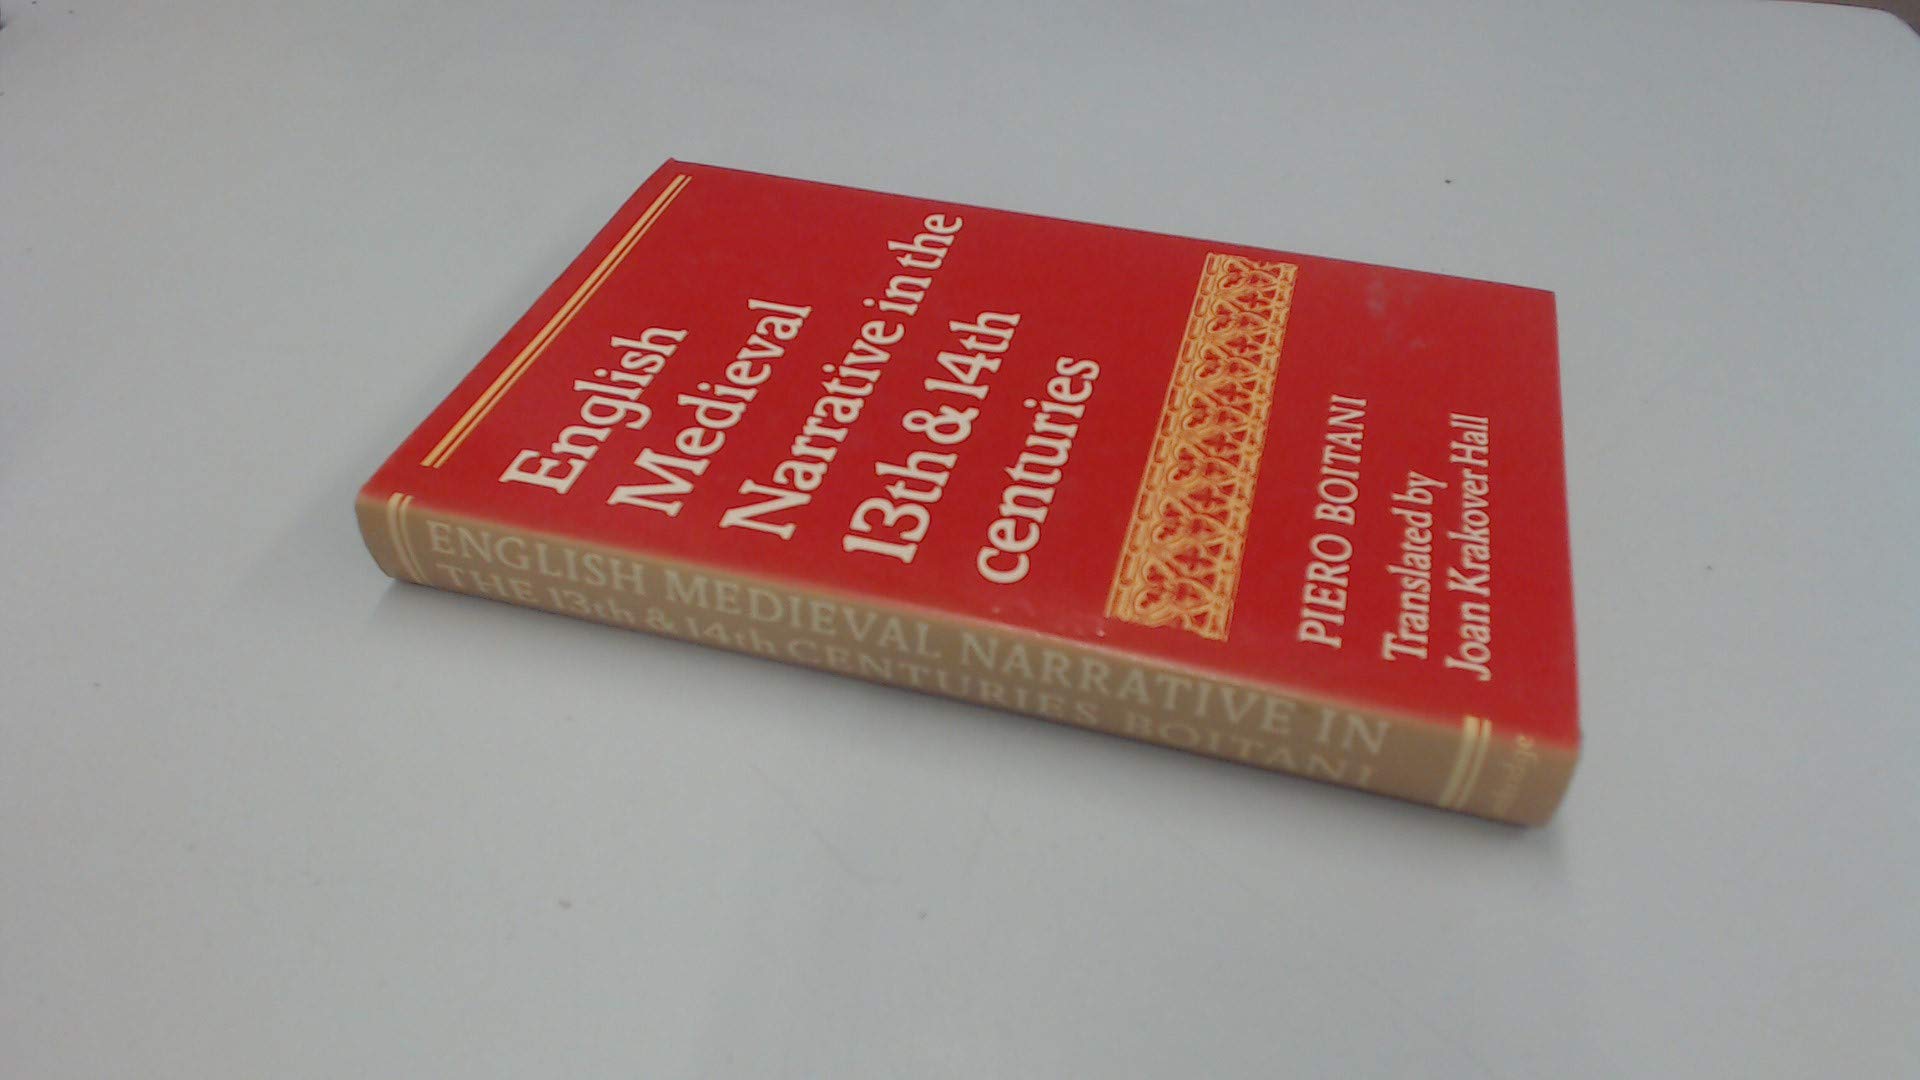 English
Medieval
Narrative in the
13th & 14th
centuries
PIERO BOITANI
Translated by
Joan Krakover Hall
ENGLISH MEDIEVAL NARRATIVE IN
THE 13th & 14th CENTURIES BOITANI